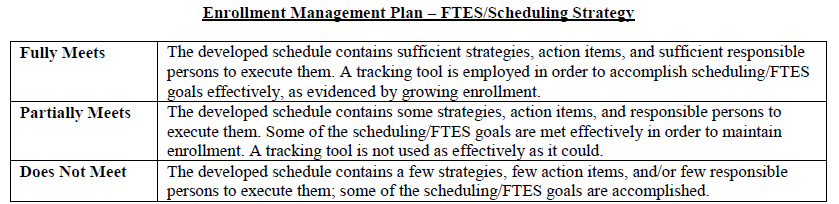 Enrollment Management Plan – FTES/Scheduling Strategy
Fully Meets
The developed schedule contains sufficient strategies, action items, and sufficient responsible
persons to execute them. A tracking tool is employed in order to accomplish scheduling/FTES
goals effectively, as evidenced by growing enrollment.
Partially Meets
The developed schedule contains some strategies, action items, and responsible persons to
execute them. Some of the scheduling/FTES goals are met effectively in order to maintain
enrollment. A tracking tool is not used as effectively as it could.
Does Not Meet
The developed schedule contains a few strategies, few action items, and/or few responsible
persons to execute them; some of the scheduling/FTES goals are accomplished.